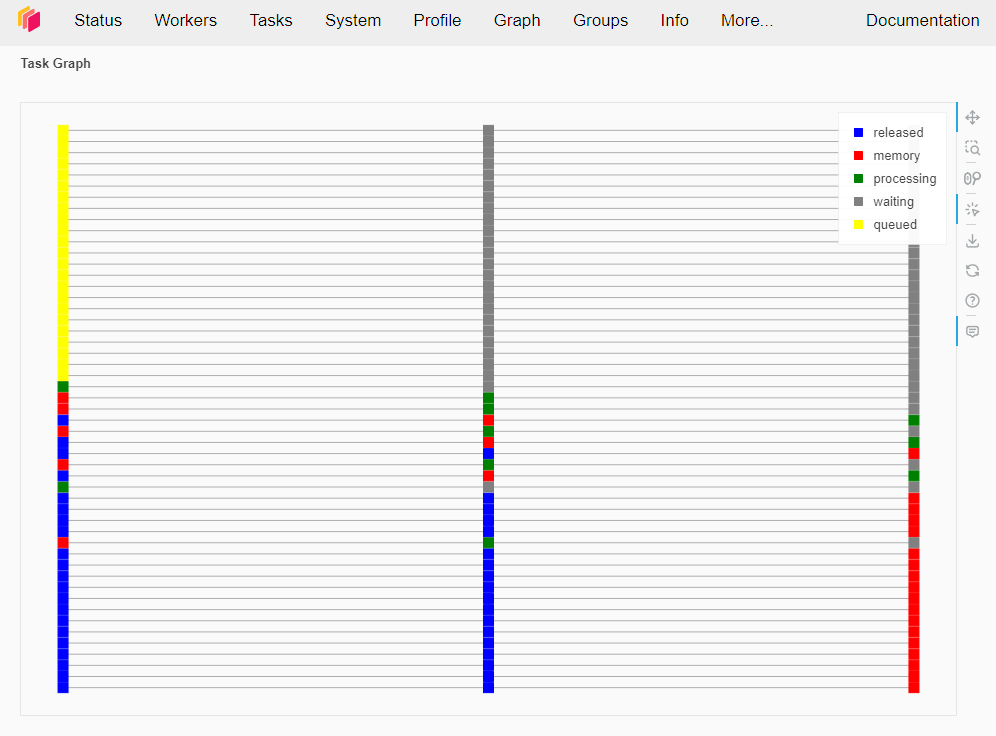 Status Workers Tasks System Profile Graph Groups Info More... Documentation
Task Graph
released
memory
processing
waiting
queued